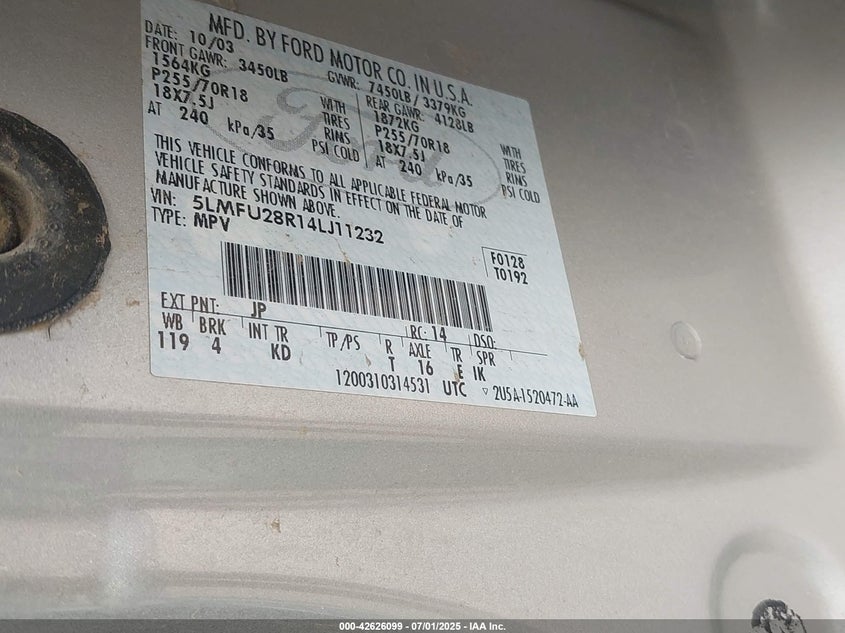 MFD. BY FORD MOTOR CO. IN U.S.A.
DATE: 10/03 GVWR: 7450LB / 3379KG
FRONT GAWR: 3450LB REAR GAWR: 4128LB
1564KG WITH 1872KG WITH
P255/70R18 TIRES P255/70R18 TIRES
18X7.5J RIMS 18X7.5J RIMS
AT 240 kPa/35 PSI COLD AT 240 kPa/35 PSI COLD
THIS VEHICLE CONFORMS TO ALL APPLICABLE FEDERAL MOTOR
VEHICLE SAFETY STANDARDS IN EFFECT ON THE DATE OF
MANUFACTURE SHOWN ABOVE.
VIN: 5LMFU28R14LJ11232
TYPE: MPV
F0128
T0192
EXT PNT: JP RC: 14 DSO:
WB BRK INT TR TP/PS R AXLE TR SPR
119 4 KD T 16 E IK
1200310314531 UTC ▽ 2U5A-1520472-AA
Ford
000-42626099 - 07/01/2025 - IAA Inc.